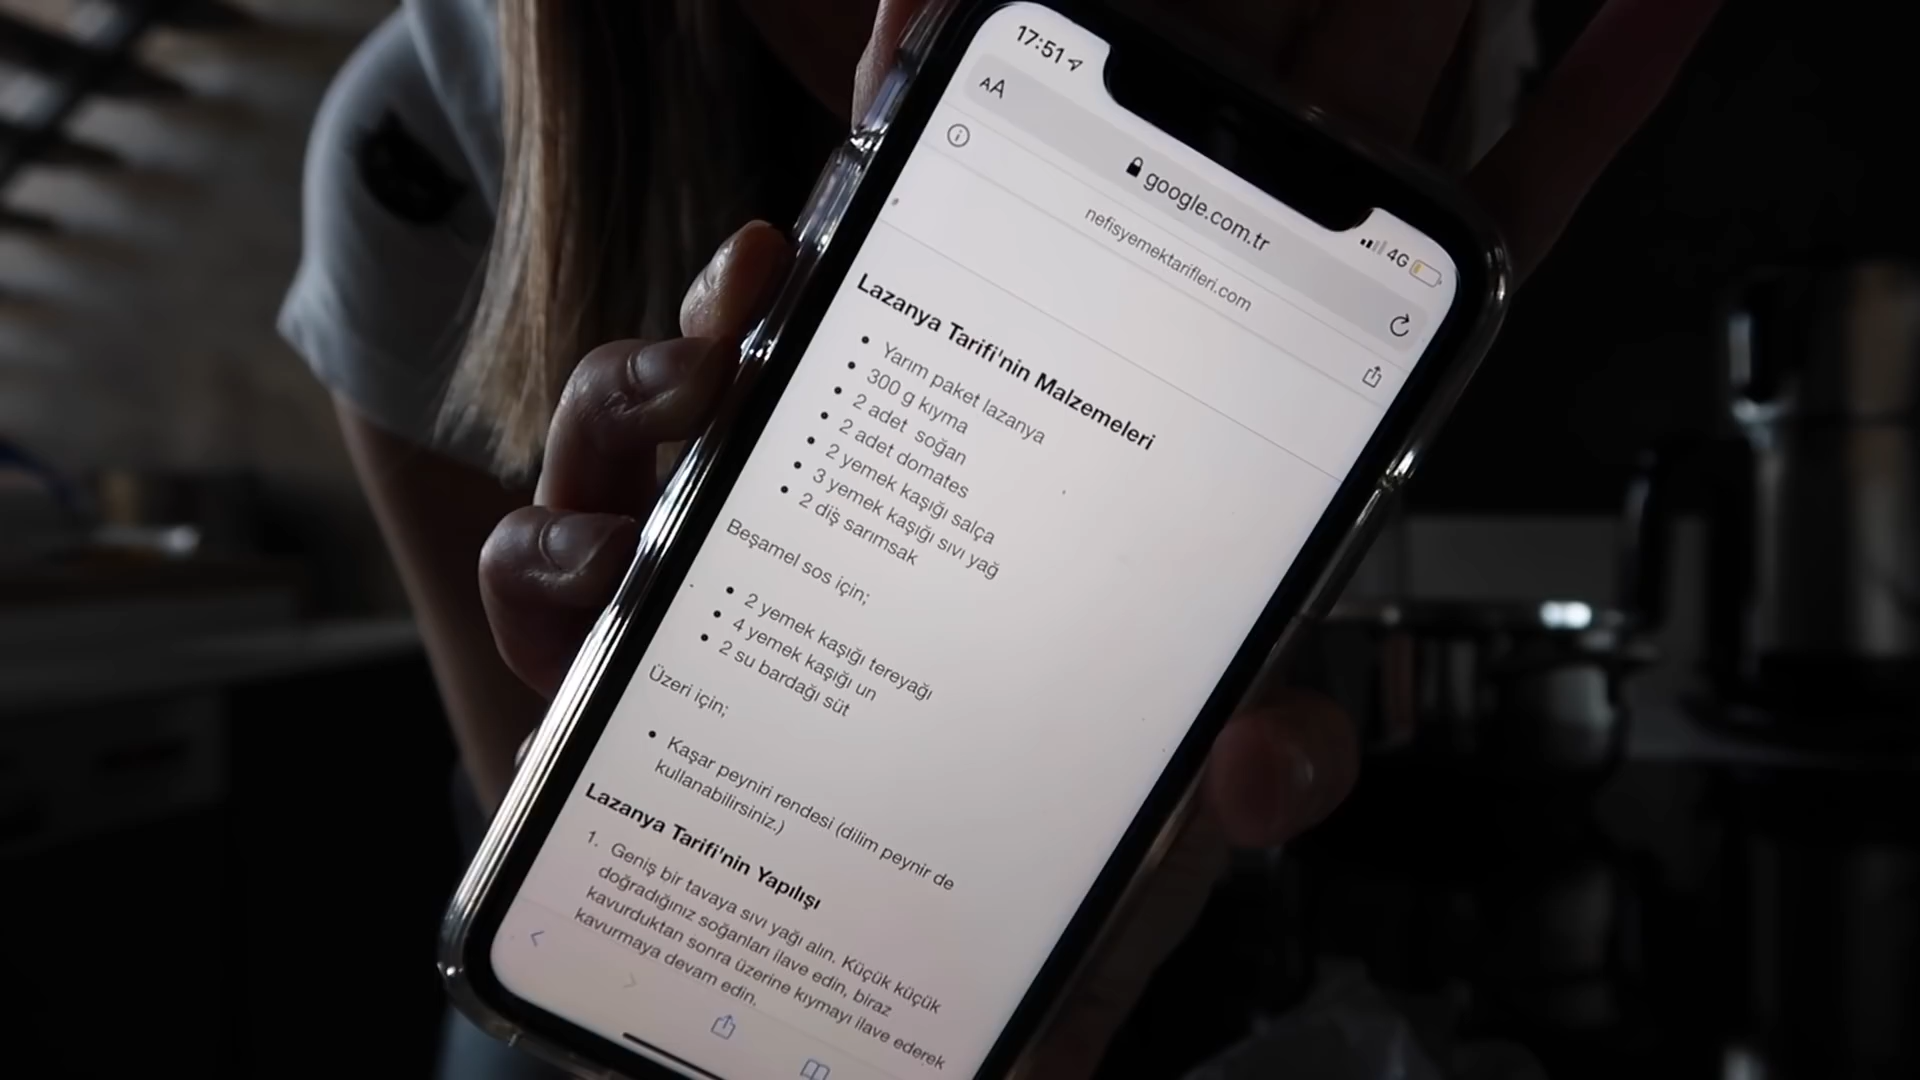 17:51
AA
google.com.tr
4G
nefisyemektarifleri.com
Lazanya Tarifi'nin Malzemeleri
• Yarım paket lazanya
• 300 g kıyma
• 2 adet soğan
• 2 adet domates
• 2 yemek kaşığı salça
• 3 yemek kaşığı sıvı yağ
• 2 diş sarımsak
Beşamel sos için;
• 2 yemek kaşığı tereyağı
• 4 yemek kaşığı un
• 2 su bardağı süt
Üzeri için;
• Kaşar peyniri rendesi (dilim peynir de
kullanabilirsiniz.)
Lazanya Tarifi'nin Yapılışı
1. Geniş bir tavaya sıvı yağı alın. Küçük küçük
doğradığınız soğanları ilave edin, biraz
kavurduktan sonra üzerine kıymayı ilave ederek
kavurmaya devam edin.